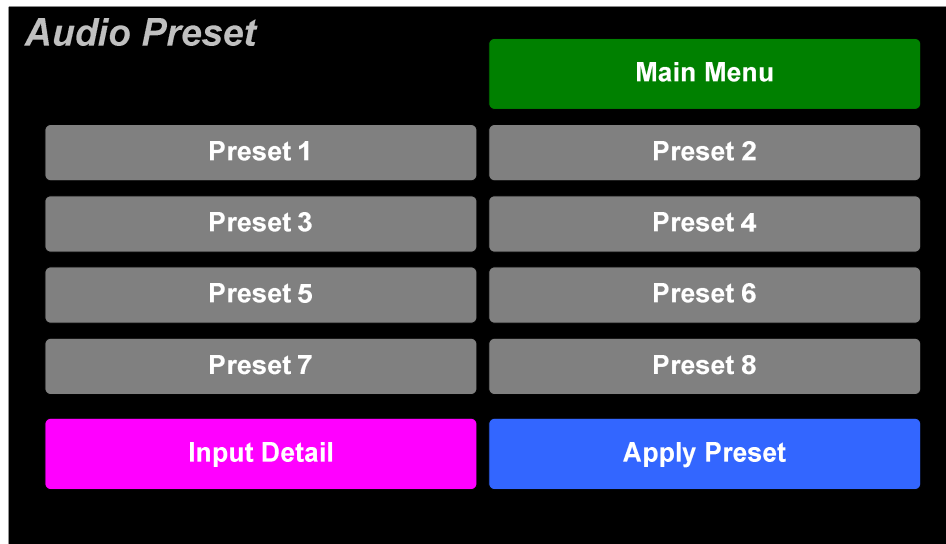 Audio Preset
Main Menu
Preset 1
Preset 2
Preset 3
Preset 4
Preset 5
Preset 6
Preset 7
Preset 8
Input Detail
Apply Preset